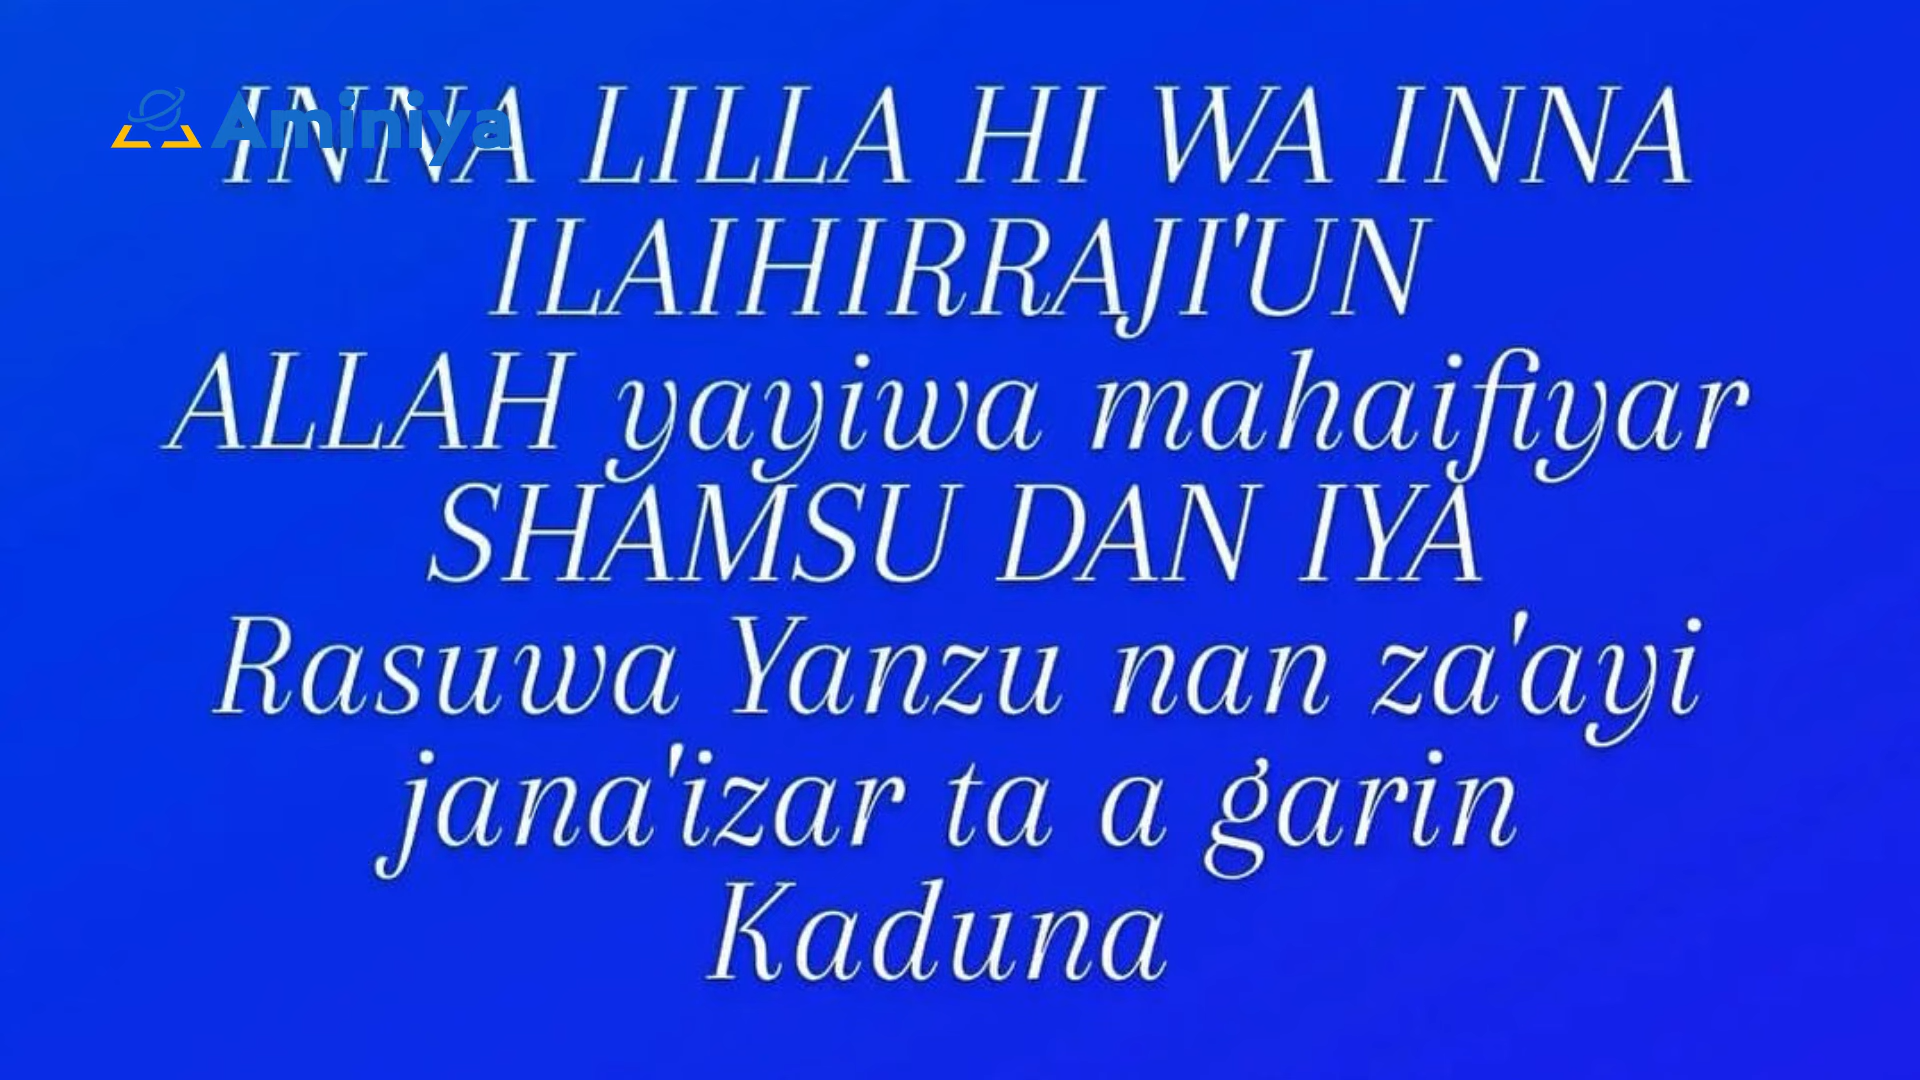 Aminiya
INNA LILLA HI WA INNA
ILAIHIRRAJI'UN
ALLAH yayiwa mahaifiyar
SHAMSU DAN IYA
Rasuwa Yanzu nan za'ayi
jana'izar ta a garin
Kaduna